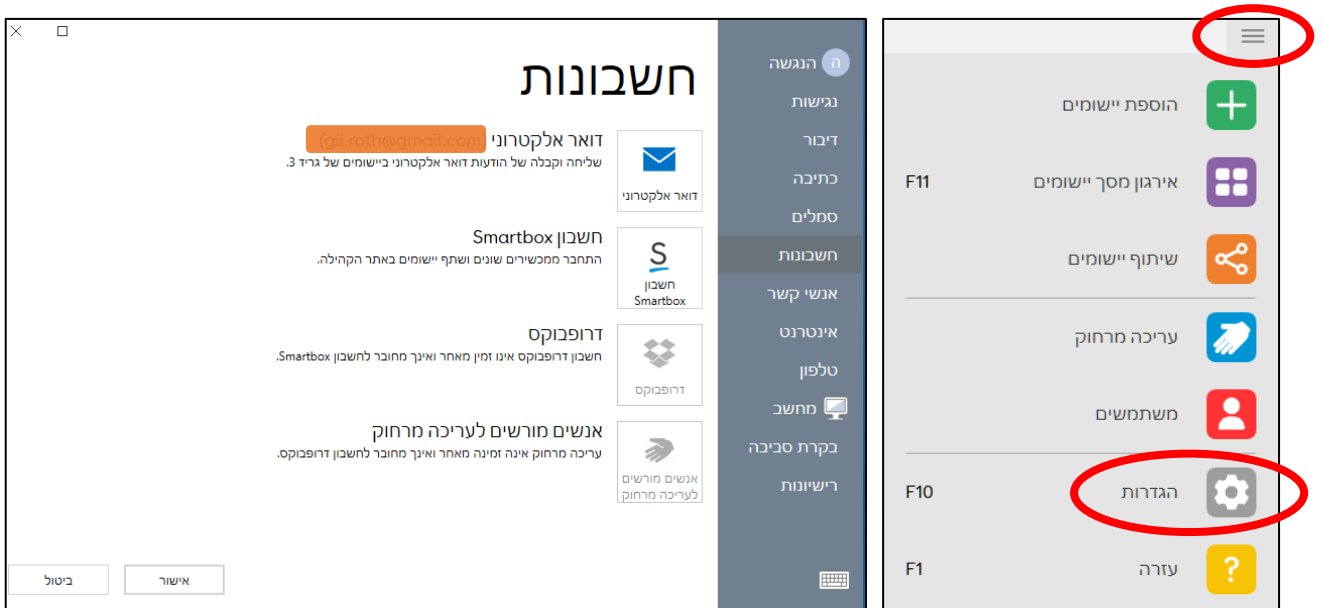 הוספת יישומים
אירגון מסך יישומים F11
שיתוף יישומים
עריכה מרחוק
משתמשים
הגדרות F10
עזרה F1
?
ה הנגשה
נגישות
דיבור
כתיבה
סמלים
חשבונות
אנשי קשר
אינטרנט
טלפון
מחשב
בקרת סביבה
רישיונות
חשבונות
דואר אלקטרוני
שליחה וקבלה של הודעות דואר אלקטרוני ביישומים של גריד 3.
דואר אלקטרוני
חשבון Smartbox
התחבר ממכשירים שונים ושתף יישומים באתר הקהילה.
S
חשבון
Smartbox
דרופבוקס
חשבון דרופבוקס אינו זמין מאחר ואינך מחובר לחשבון Smartbox.
דרופבוקס
אנשים מורשים לעריכה מרחוק
עריכה מרחוק אינה זמינה מאחר ואינך מחובר לחשבון דרופבוקס.
אנשים מורשים
לעריכה מרחוק
אישור
ביטול